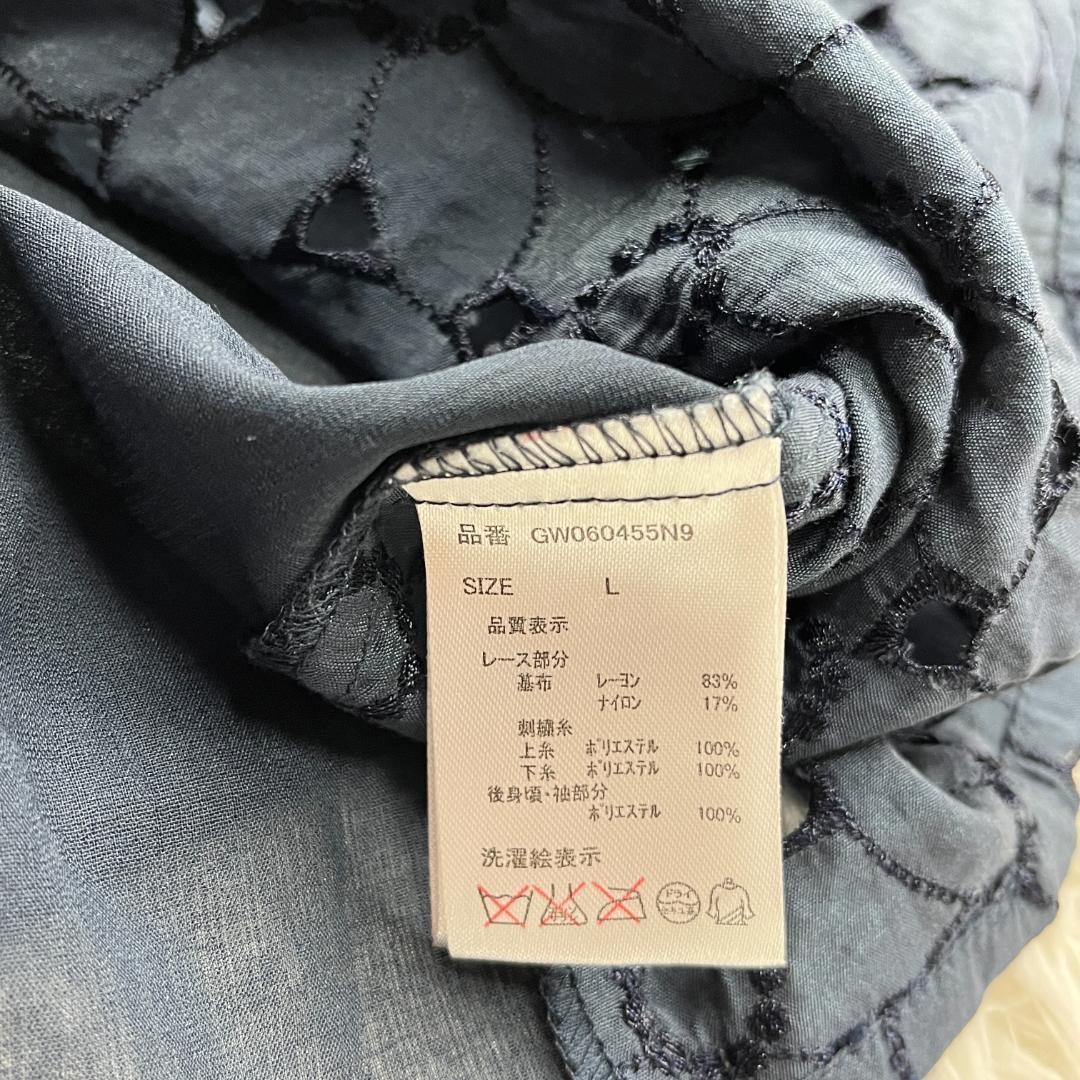 品番 GW060455N9
SIZE L
品質表示
レース部分
基布 レーヨン 83%
ナイロン 17%
刺繍糸
上糸 ポリエステル 100%
下糸 ポリエステル 100%
後身頃・袖部分
ポリエステル 100%
洗濯絵表示
ドライ